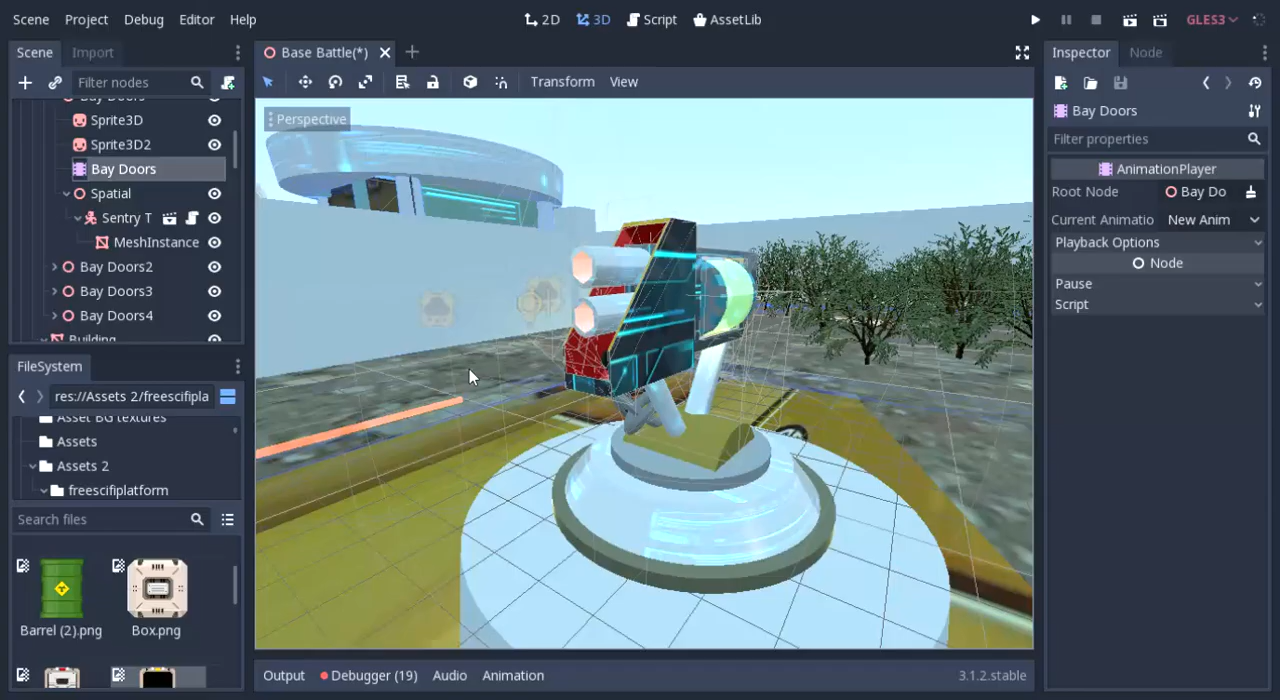 Scene Project Debug Editor Help 2D 3D Script AssetLib GLES3
Scene Import Base Battle(*) Inspector Node
Filter nodes Transform View
Bay Doors
Sprite3D
Sprite3D2
Bay Doors
Spatial
Sentry T
MeshInstance
Bay Doors2
Bay Doors3
Bay Doors4
Building
Perspective
Bay Doors
Filter properties
AnimationPlayer
Root Node Bay Do
Current Animatio New Anim
Playback Options
Node
Pause
Script
FileSystem
res://Assets 2/freescifipla
Asset BG textures
Assets
Assets 2
freescifiplatform
Search files
Barrel (2).png Box.png
Output Debugger (19) Audio Animation 3.1.2.stable